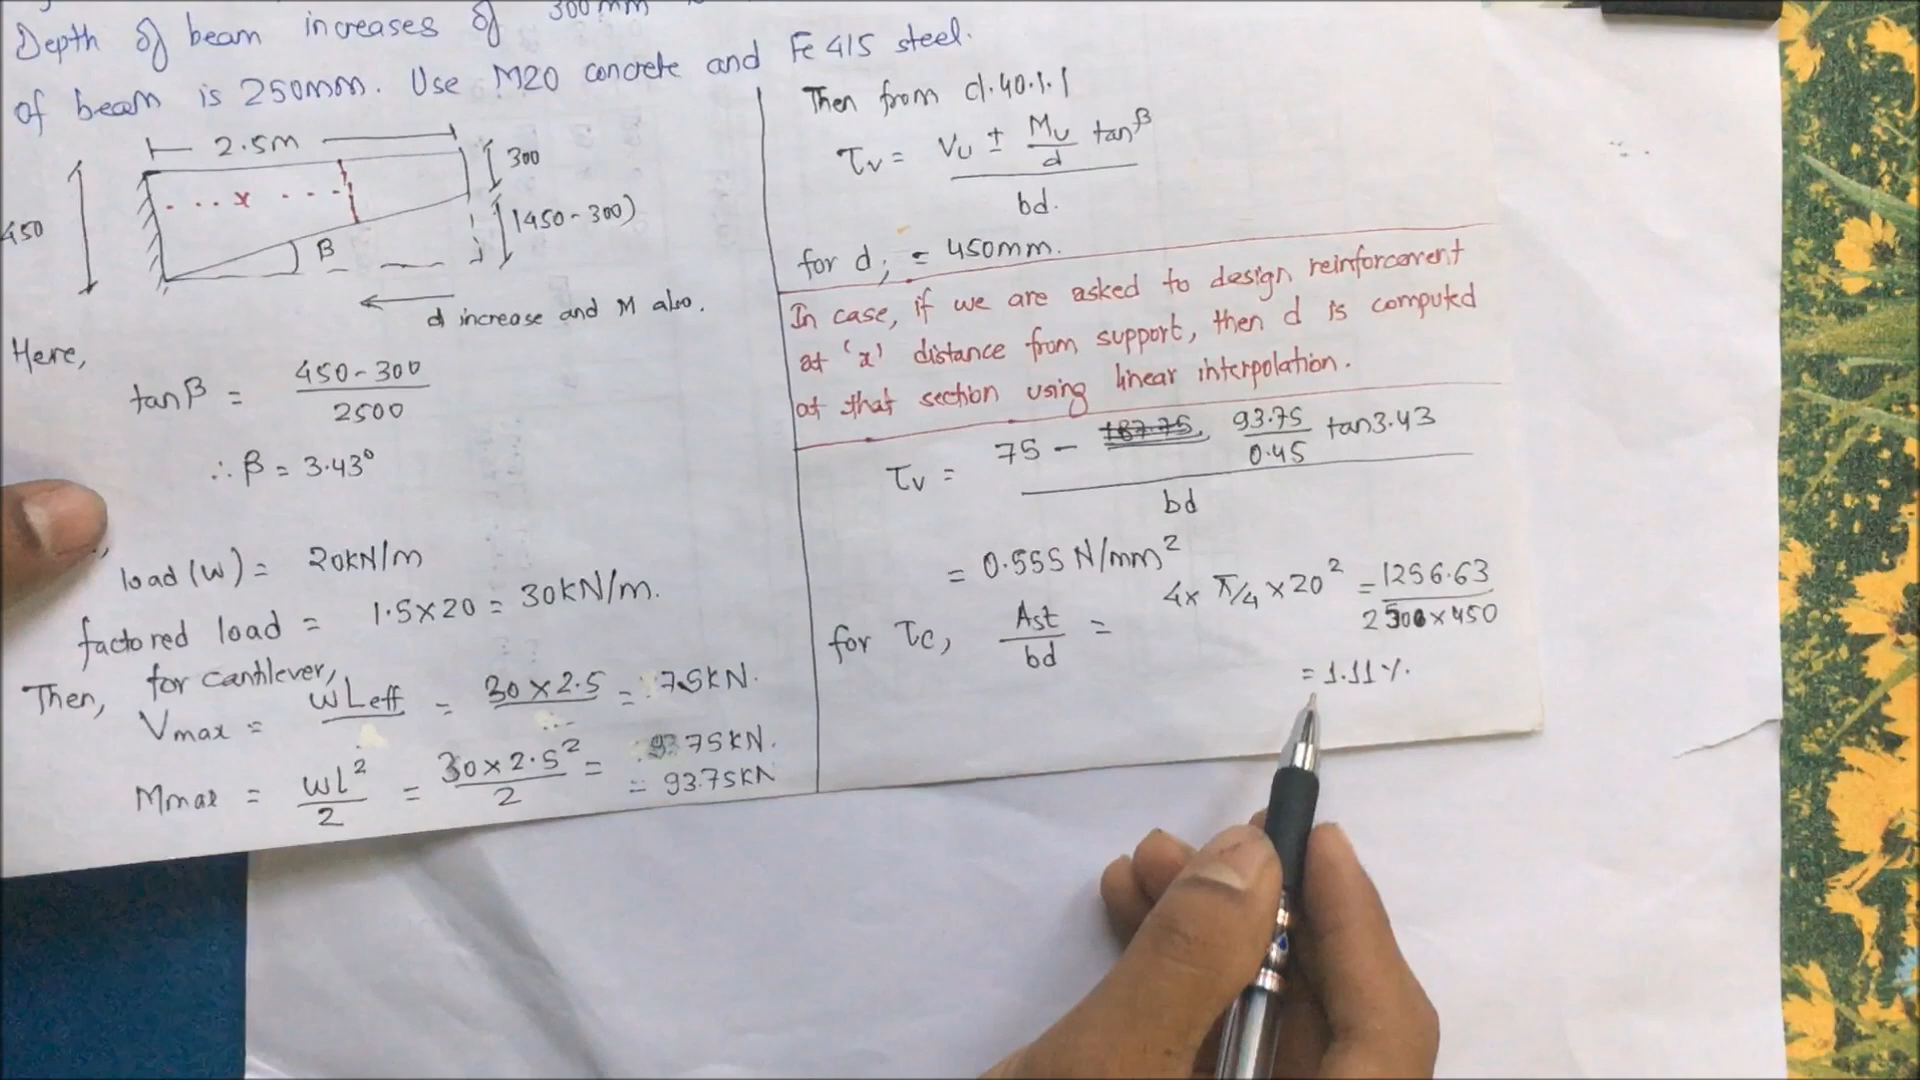 Depth of beam increases of 300mm
of beam is 250mm. Use M20 concrete and Fe 415 steel.
2.5m
300
450
x
(450-300)
β
d increase and M also.
Here,
tanβ = 450-300 / 2500
∴ β = 3.43°
load (w) = 20KN/m
factored load = 1.5×20 = 30KN/m.
Then, for cantilever,
Vmax = wLeff = 30×2.5 = 75KN.
Mmax = wl² / 2 = 30×2.5² / 2 = 93.75KN.
= 93.75KN
Then from cl.40.1.1
τv = Vu ± Mu/d tanβ / bd.
for d, = 450mm.
In case, if we are asked to design reinforcement
at 'x' distance from support, then d is computed
at that section using linear interpolation.
τv = 75 - 93.75/0.45 tan3.43 / bd
= 0.555 N/mm²
for τc, Ast/bd = 4× π/4 ×20² = 1256.63 / 250×450
= 1.11%.